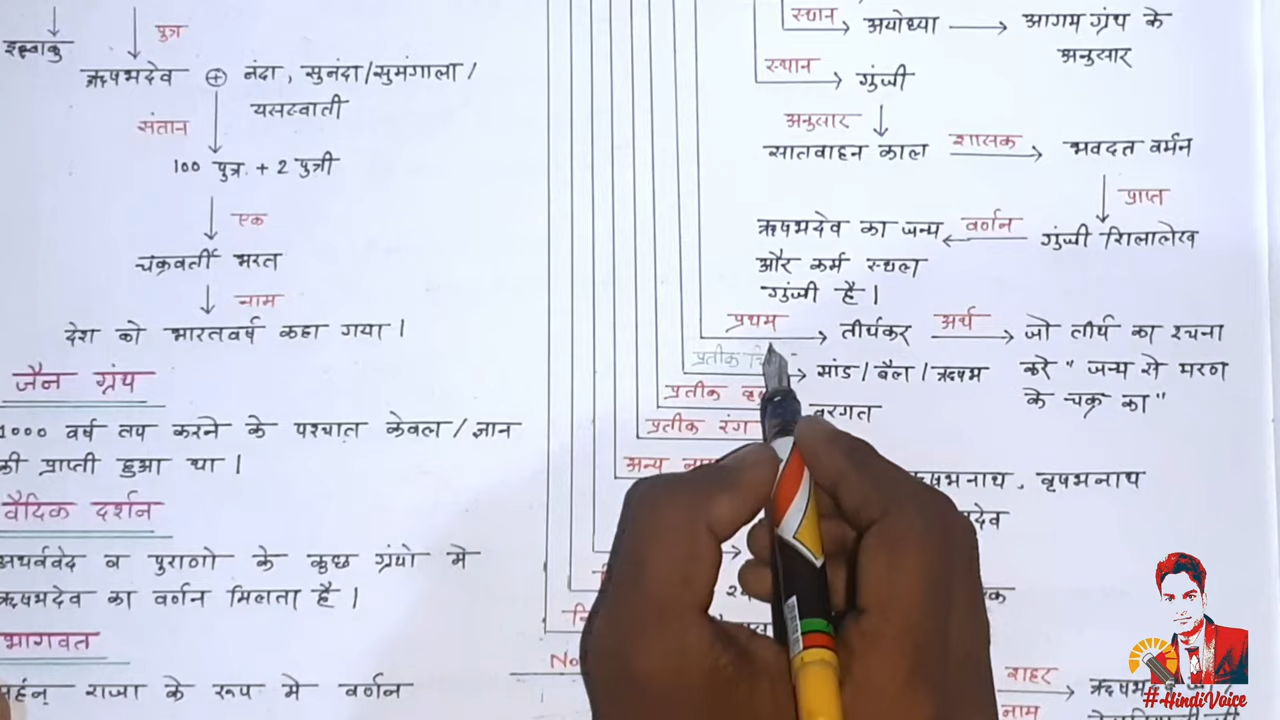 पुत्र
इक्ष्वाकु
ऋषभदेव ⊕ नंदा, सुनंदा/सुमंगाला/
यसस्वाती
संतान
100 पुत्र + 2 पुत्री
एक
चक्रवर्ती भरत
नाम
देश को भारतवर्ष कहा गया।
जैन ग्रंथ
1000 वर्ष तप करने के पश्चात् केवल/ज्ञान
की प्राप्ती हुआ था।
वैदिक दर्शन
अथर्ववेद व पुराणो के कुछ ग्रंथो मे
ऋषभदेव का वर्णन मिलता है।
भागवत
राजा के रूप मे वर्णन
स्थान अयोध्या आगम ग्रंथ के
अनुसार
स्थान गुंजी
अनुसार
सातवाहन काल शासक भवदत वर्मन
प्राप्त
ऋषभदेव का जन्म वर्णन गुंजी शिलालेख
और कर्म स्थल
गुंजी है।
प्रथम तीर्थकर अर्थ जो तीर्थ का रचना
प्रतीक सांड/बैल/ऋषभ करे " जन्म से मरण
के चक्र का"
प्रतीक बरगत
प्रतीक रंग
अन्य
वृषभनाथ
No
शहर
नाम
#HindiVoice